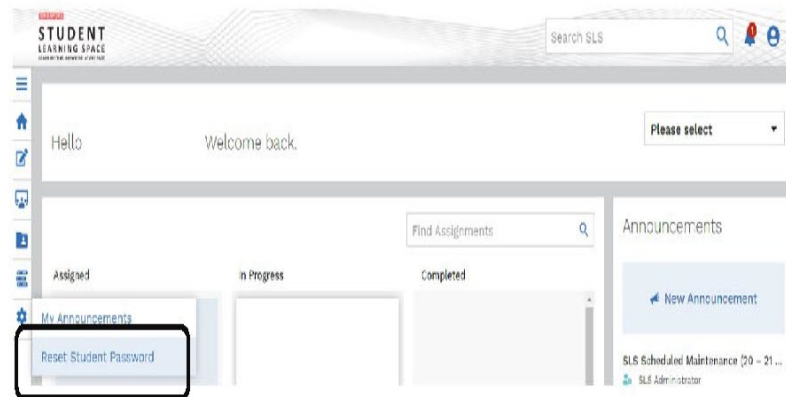 STUDENT
LEARNING SPACE
Search SLS
Hello
Welcome back.
Please select
Find Assignments
Announcements
Assigned
In Progress
Completed
New Announcement
My Announcements
Reset Student Password
SLS Scheduled Maintenance (20 – 21 ...
SLS Administrator